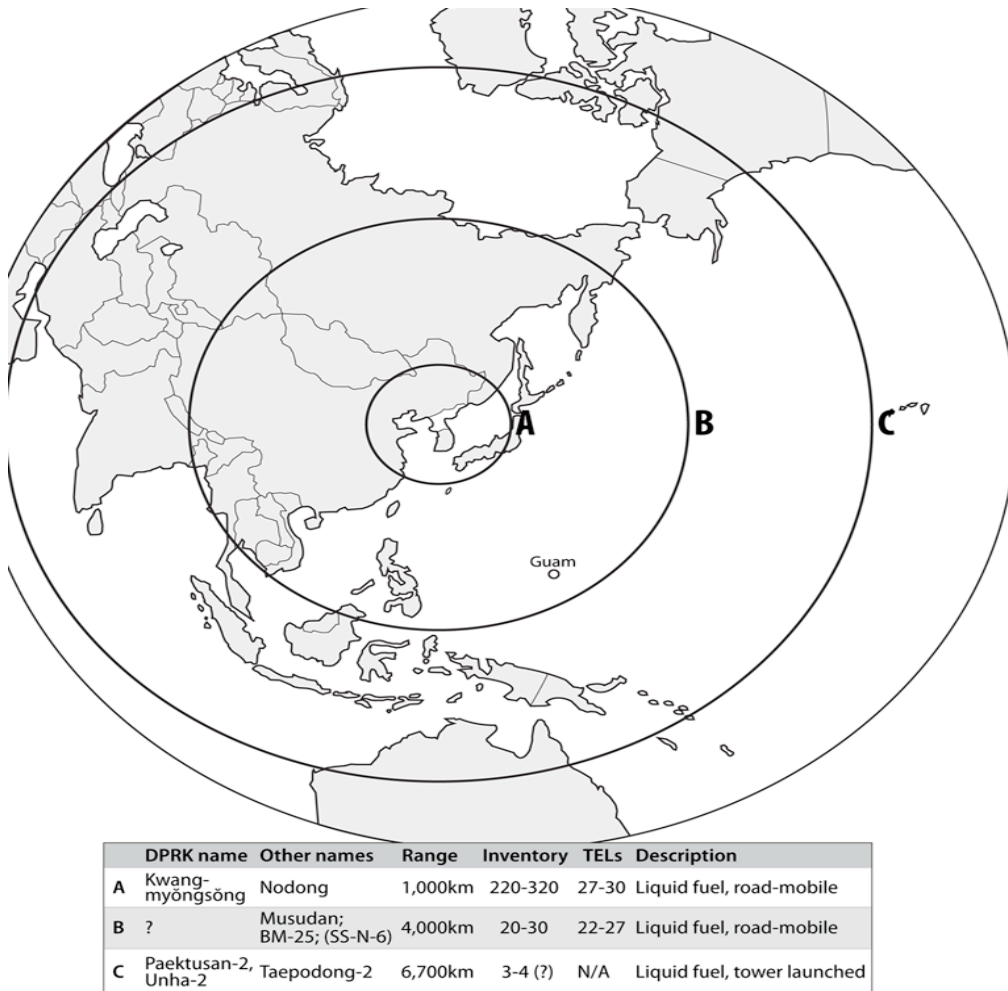 A
B
C
Guam
DPRK name Other names Range Inventory TELs Description
A Kwang-myŏngsŏng Nodong 1,000km 220-320 27-30 Liquid fuel, road-mobile
B ? Musudan; BM-25; (SS-N-6) 4,000km 20-30 22-27 Liquid fuel, road-mobile
C Paektusan-2, Unha-2 Taepodong-2 6,700km 3-4 (?) N/A Liquid fuel, tower launched